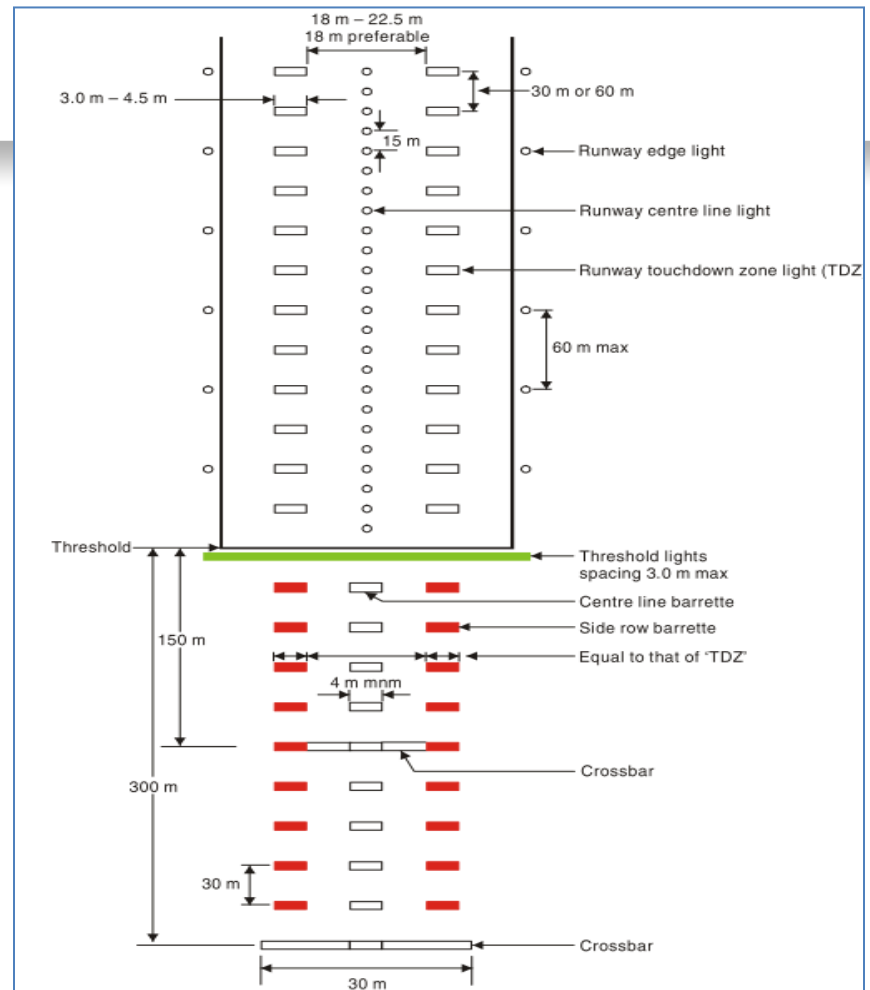 18 m – 22.5 m
18 m preferable
3.0 m – 4.5 m
30 m or 60 m
15 m
Runway edge light
Runway centre line light
Runway touchdown zone light (TDZ
60 m max
Threshold
Threshold lights
spacing 3.0 m max
Centre line barrette
Side row barrette
150 m
Equal to that of "TDZ"
4 m mnm
Crossbar
300 m
30 m
Crossbar
30 m